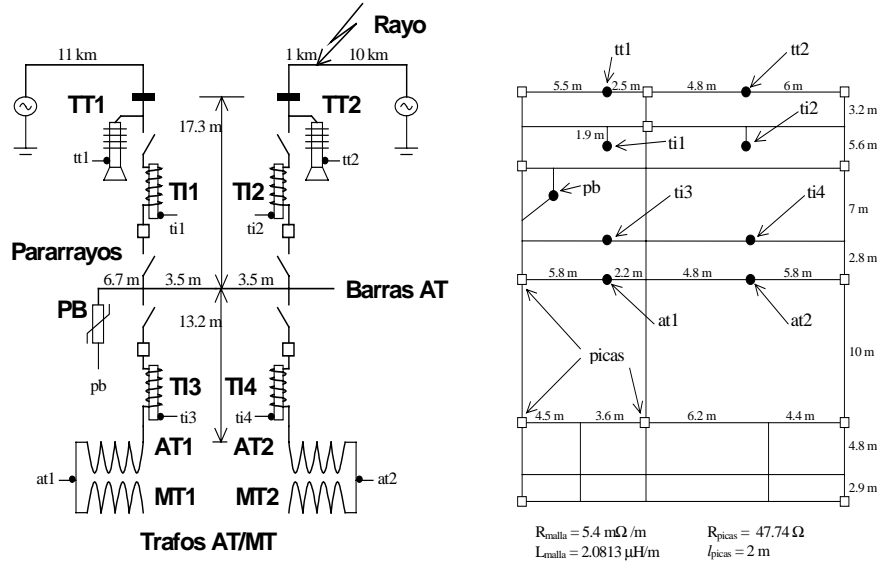 Rayo
11 km
1 km
10 km
TT1
TT2
17.3 m
tt1
tt2
TI1
TI2
ti1
ti2
Pararrayos
6.7 m
3.5 m
3.5 m
Barras AT
PB
13.2 m
pb
TI3
TI4
ti3
ti4
AT1
AT2
at1
at2
MT1
MT2
Trafos AT/MT
tt1
tt2
5.5 m
2.5 m
4.8 m
6 m
3.2 m
ti2
1.9 m
ti1
5.6 m
pb
ti3
ti4
7 m
2.8 m
5.8 m
2.2 m
4.8 m
5.8 m
at1
at2
picas
10 m
4.5 m
3.6 m
6.2 m
4.4 m
4.8 m
2.9 m
Rmalla = 5.4 mΩ /m
Rpicas = 47.74 Ω
Lmalla = 2.0813 µH/m
lpicas = 2 m